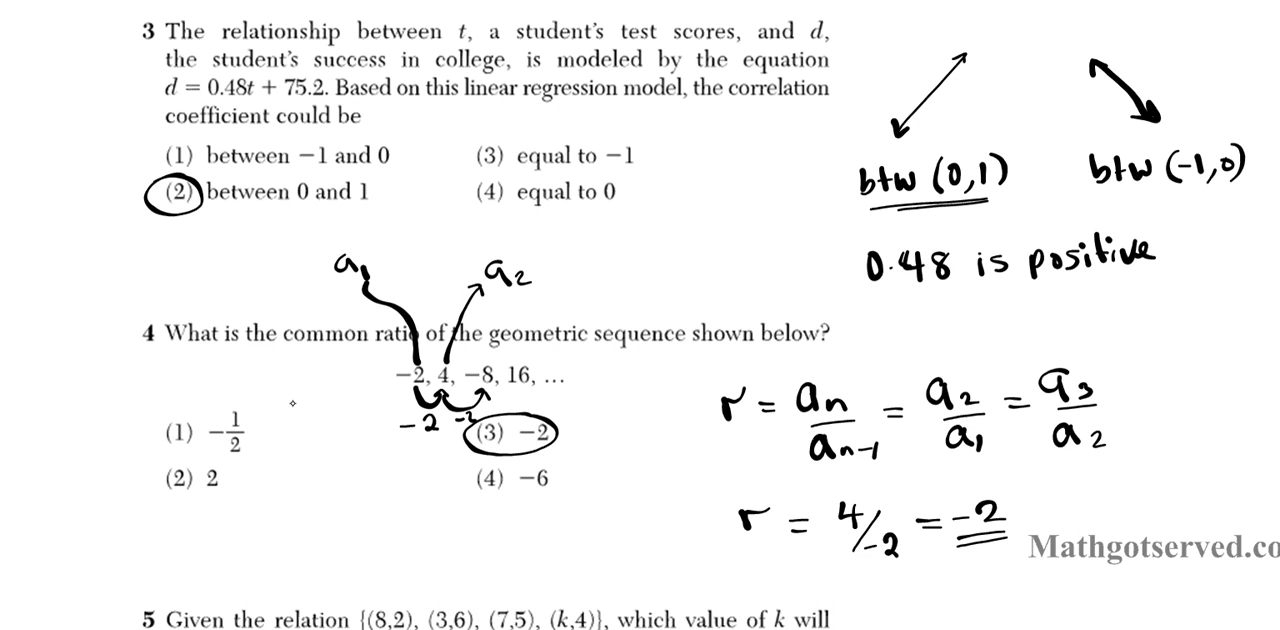 3 The relationship between t, a student's test scores, and d,
the student's success in college, is modeled by the equation
d = 0.48t + 75.2. Based on this linear regression model, the correlation
coefficient could be
(1) between −1 and 0 (3) equal to −1
(2) between 0 and 1 (4) equal to 0
btw (0,1) btw (-1,0)
0.48 is positive
a1 a2
4 What is the common ratio of the geometric sequence shown below?
−2, 4, −8, 16, ...
-2 -2
(1) −1/2 (3) −2
(2) 2 (4) −6
r = an/an-1 = a2/a1 = a3/a2
r = 4/-2 = -2
Mathgotserved.co
5 Given the relation {(8,2), (3,6), (7,5), (k,4)}, which value of k will